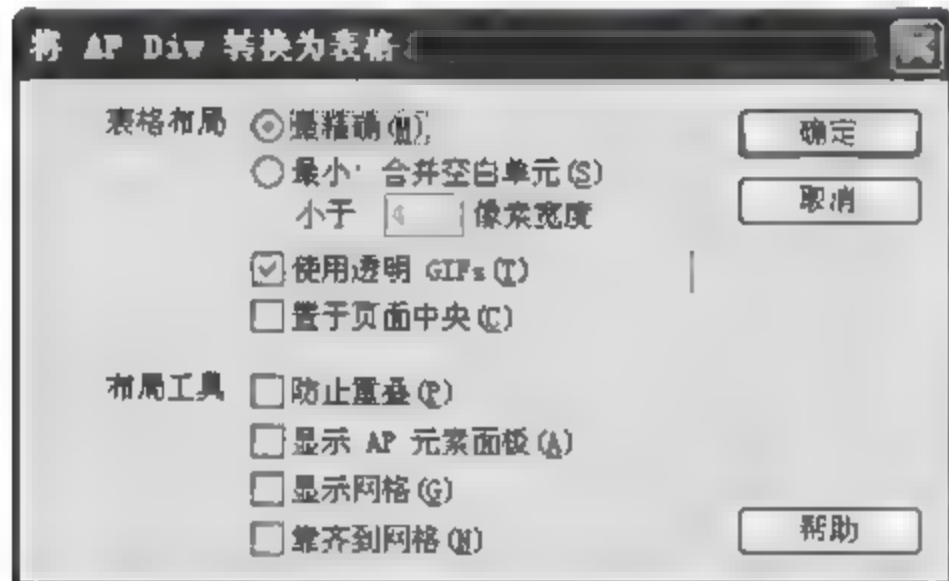 将 AP Div 转换为表格
表格布局 最精确(M)
最小: 合并空白单元(S)
小于 4 像素宽度
使用透明 GIFs(T)
置于页面中央(C)
布局工具 防止重叠(P)
显示 AP 元素面板(A)
显示网格(G)
靠齐到网格(N)
确定
取消
帮助